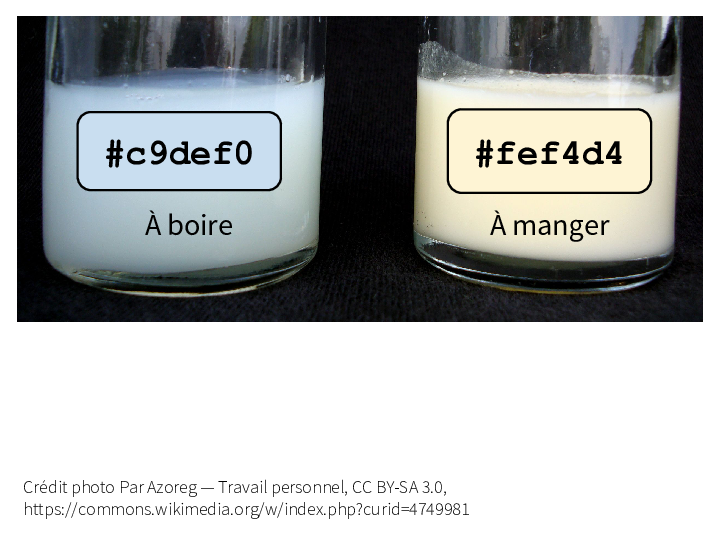 #c9def0
#fef4d4
À boire
À manger
Crédit photo Par Azoreg — Travail personnel, CC BY-SA 3.0,
https://commons.wikimedia.org/w/index.php?curid=4749981